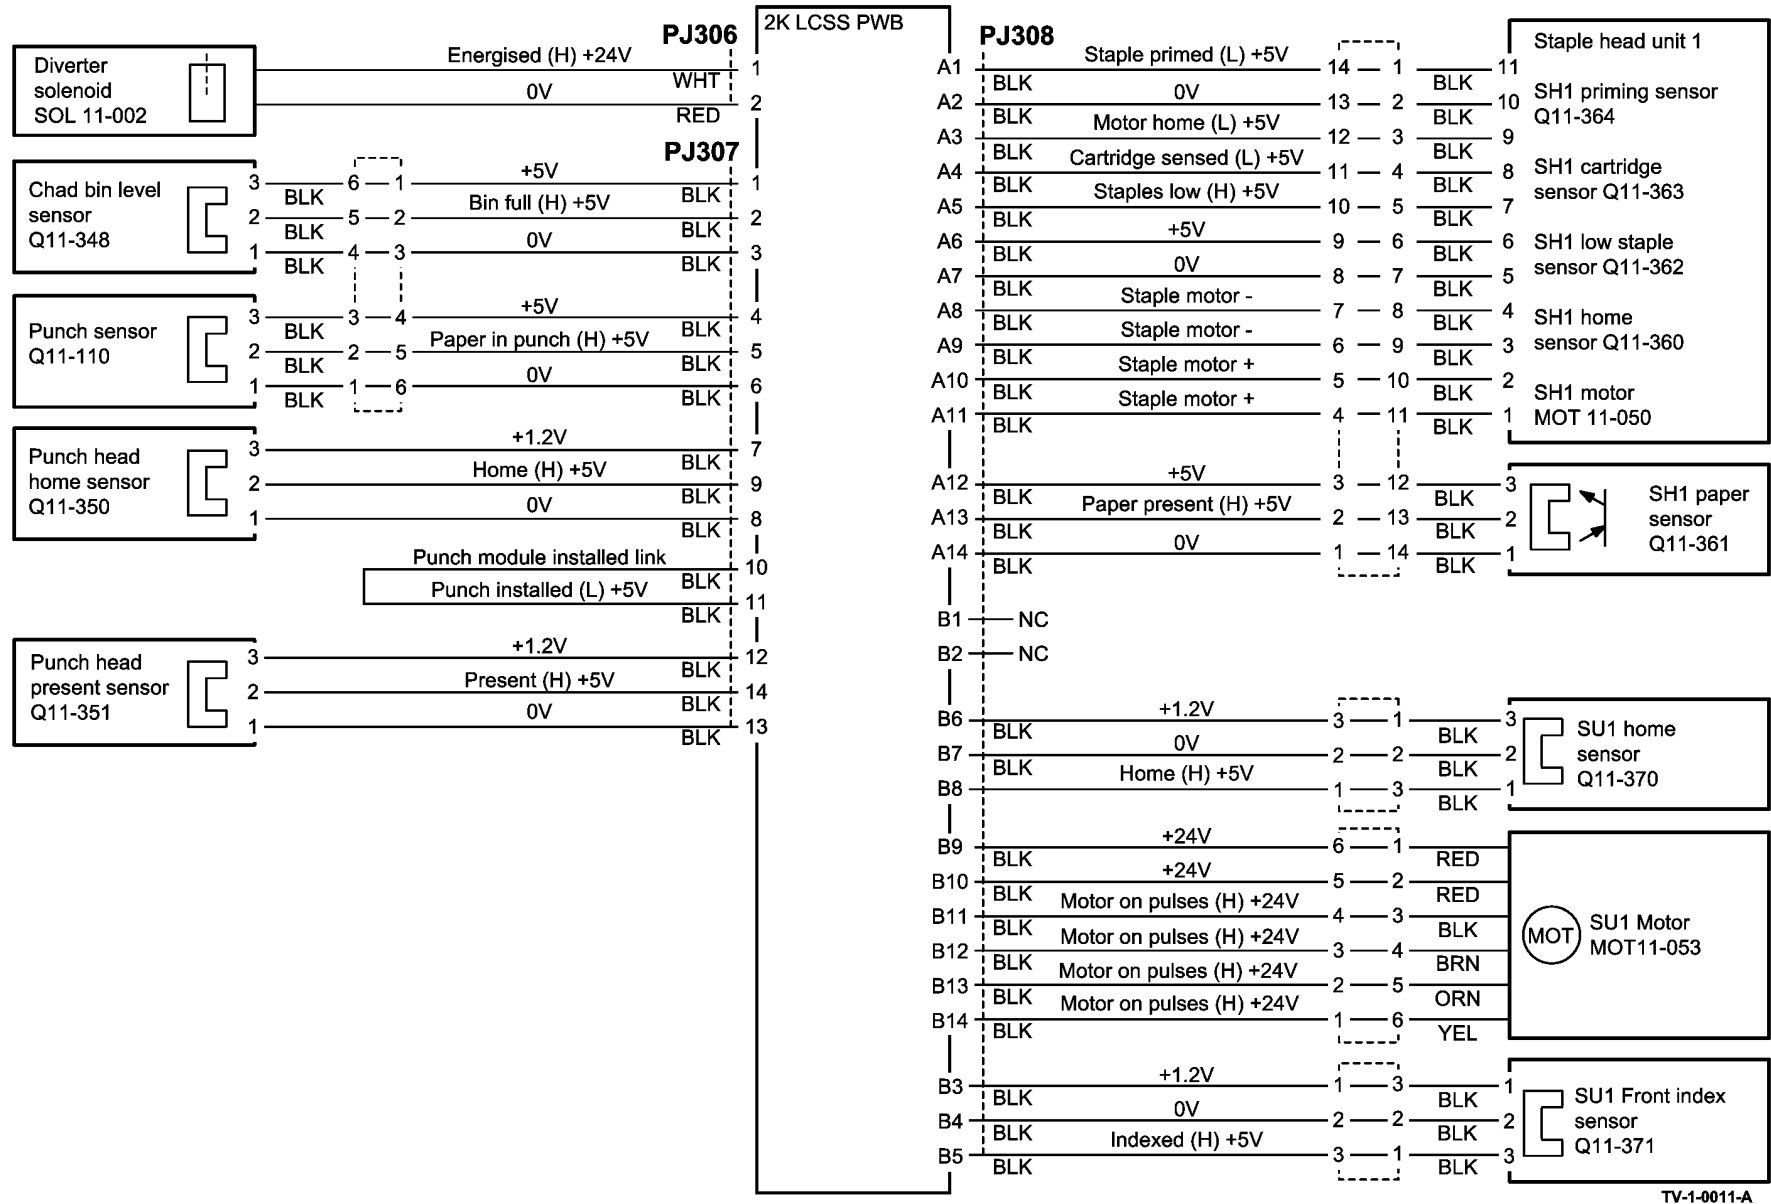 2K LCSS PWB
PJ306
Diverter
solenoid
SOL 11-002
Energised (H) +24V
WHT
1
0V
RED
2
PJ307
Chad bin level
sensor
Q11-348
3 BLK 6 1 +5V BLK 1
2 BLK 5 2 Bin full (H) +5V BLK 2
1 BLK 4 3 0V BLK 3
Punch sensor
Q11-110
3 BLK 3 4 +5V BLK 4
2 BLK 2 5 Paper in punch (H) +5V BLK 5
1 BLK 1 6 0V BLK 6
Punch head
home sensor
Q11-350
3 +1.2V BLK 7
2 Home (H) +5V BLK 9
1 0V BLK 8
Punch module installed link BLK 10
Punch installed (L) +5V BLK 11
Punch head
present sensor
Q11-351
3 +1.2V BLK 12
2 Present (H) +5V BLK 14
1 0V BLK 13
PJ308
A1 BLK Staple primed (L) +5V 14 1 BLK 11
A2 BLK 0V 13 2 BLK 10
A3 BLK Motor home (L) +5V 12 3 BLK 9
A4 BLK Cartridge sensed (L) +5V 11 4 BLK 8
A5 BLK Staples low (H) +5V 10 5 BLK 7
A6 BLK +5V 9 6 BLK 6
A7 BLK 0V 8 7 BLK 5
A8 BLK Staple motor - 7 8 BLK 4
A9 BLK Staple motor - 6 9 BLK 3
A10 BLK Staple motor + 5 10 BLK 2
A11 BLK Staple motor + 4 11 BLK 1
Staple head unit 1
SH1 priming sensor
Q11-364
SH1 cartridge
sensor Q11-363
SH1 low staple
sensor Q11-362
SH1 home
sensor Q11-360
SH1 motor
MOT 11-050
A12 BLK +5V 3 12 BLK 3
A13 BLK Paper present (H) +5V 2 13 BLK 2
A14 BLK 0V 1 14 BLK 1
SH1 paper
sensor
Q11-361
B1 NC
B2 NC
B6 BLK +1.2V 3 1 BLK 3
B7 BLK 0V 2 2 BLK 2
B8 Home (H) +5V 1 3 BLK 1
SU1 home
sensor
Q11-370
B9 BLK +24V 6 1 RED
B10 BLK +24V 5 2 RED
B11 BLK Motor on pulses (H) +24V 4 3 BLK
B12 BLK Motor on pulses (H) +24V 3 4 BRN
B13 BLK Motor on pulses (H) +24V 2 5 ORN
B14 BLK Motor on pulses (H) +24V 1 6 YEL
MOT
SU1 Motor
MOT11-053
B3 BLK +1.2V 1 3 BLK 1
B4 BLK 0V 2 2 BLK 2
B5 BLK Indexed (H) +5V 3 1 BLK 3
SU1 Front index
sensor
Q11-371
TV-1-0011-A